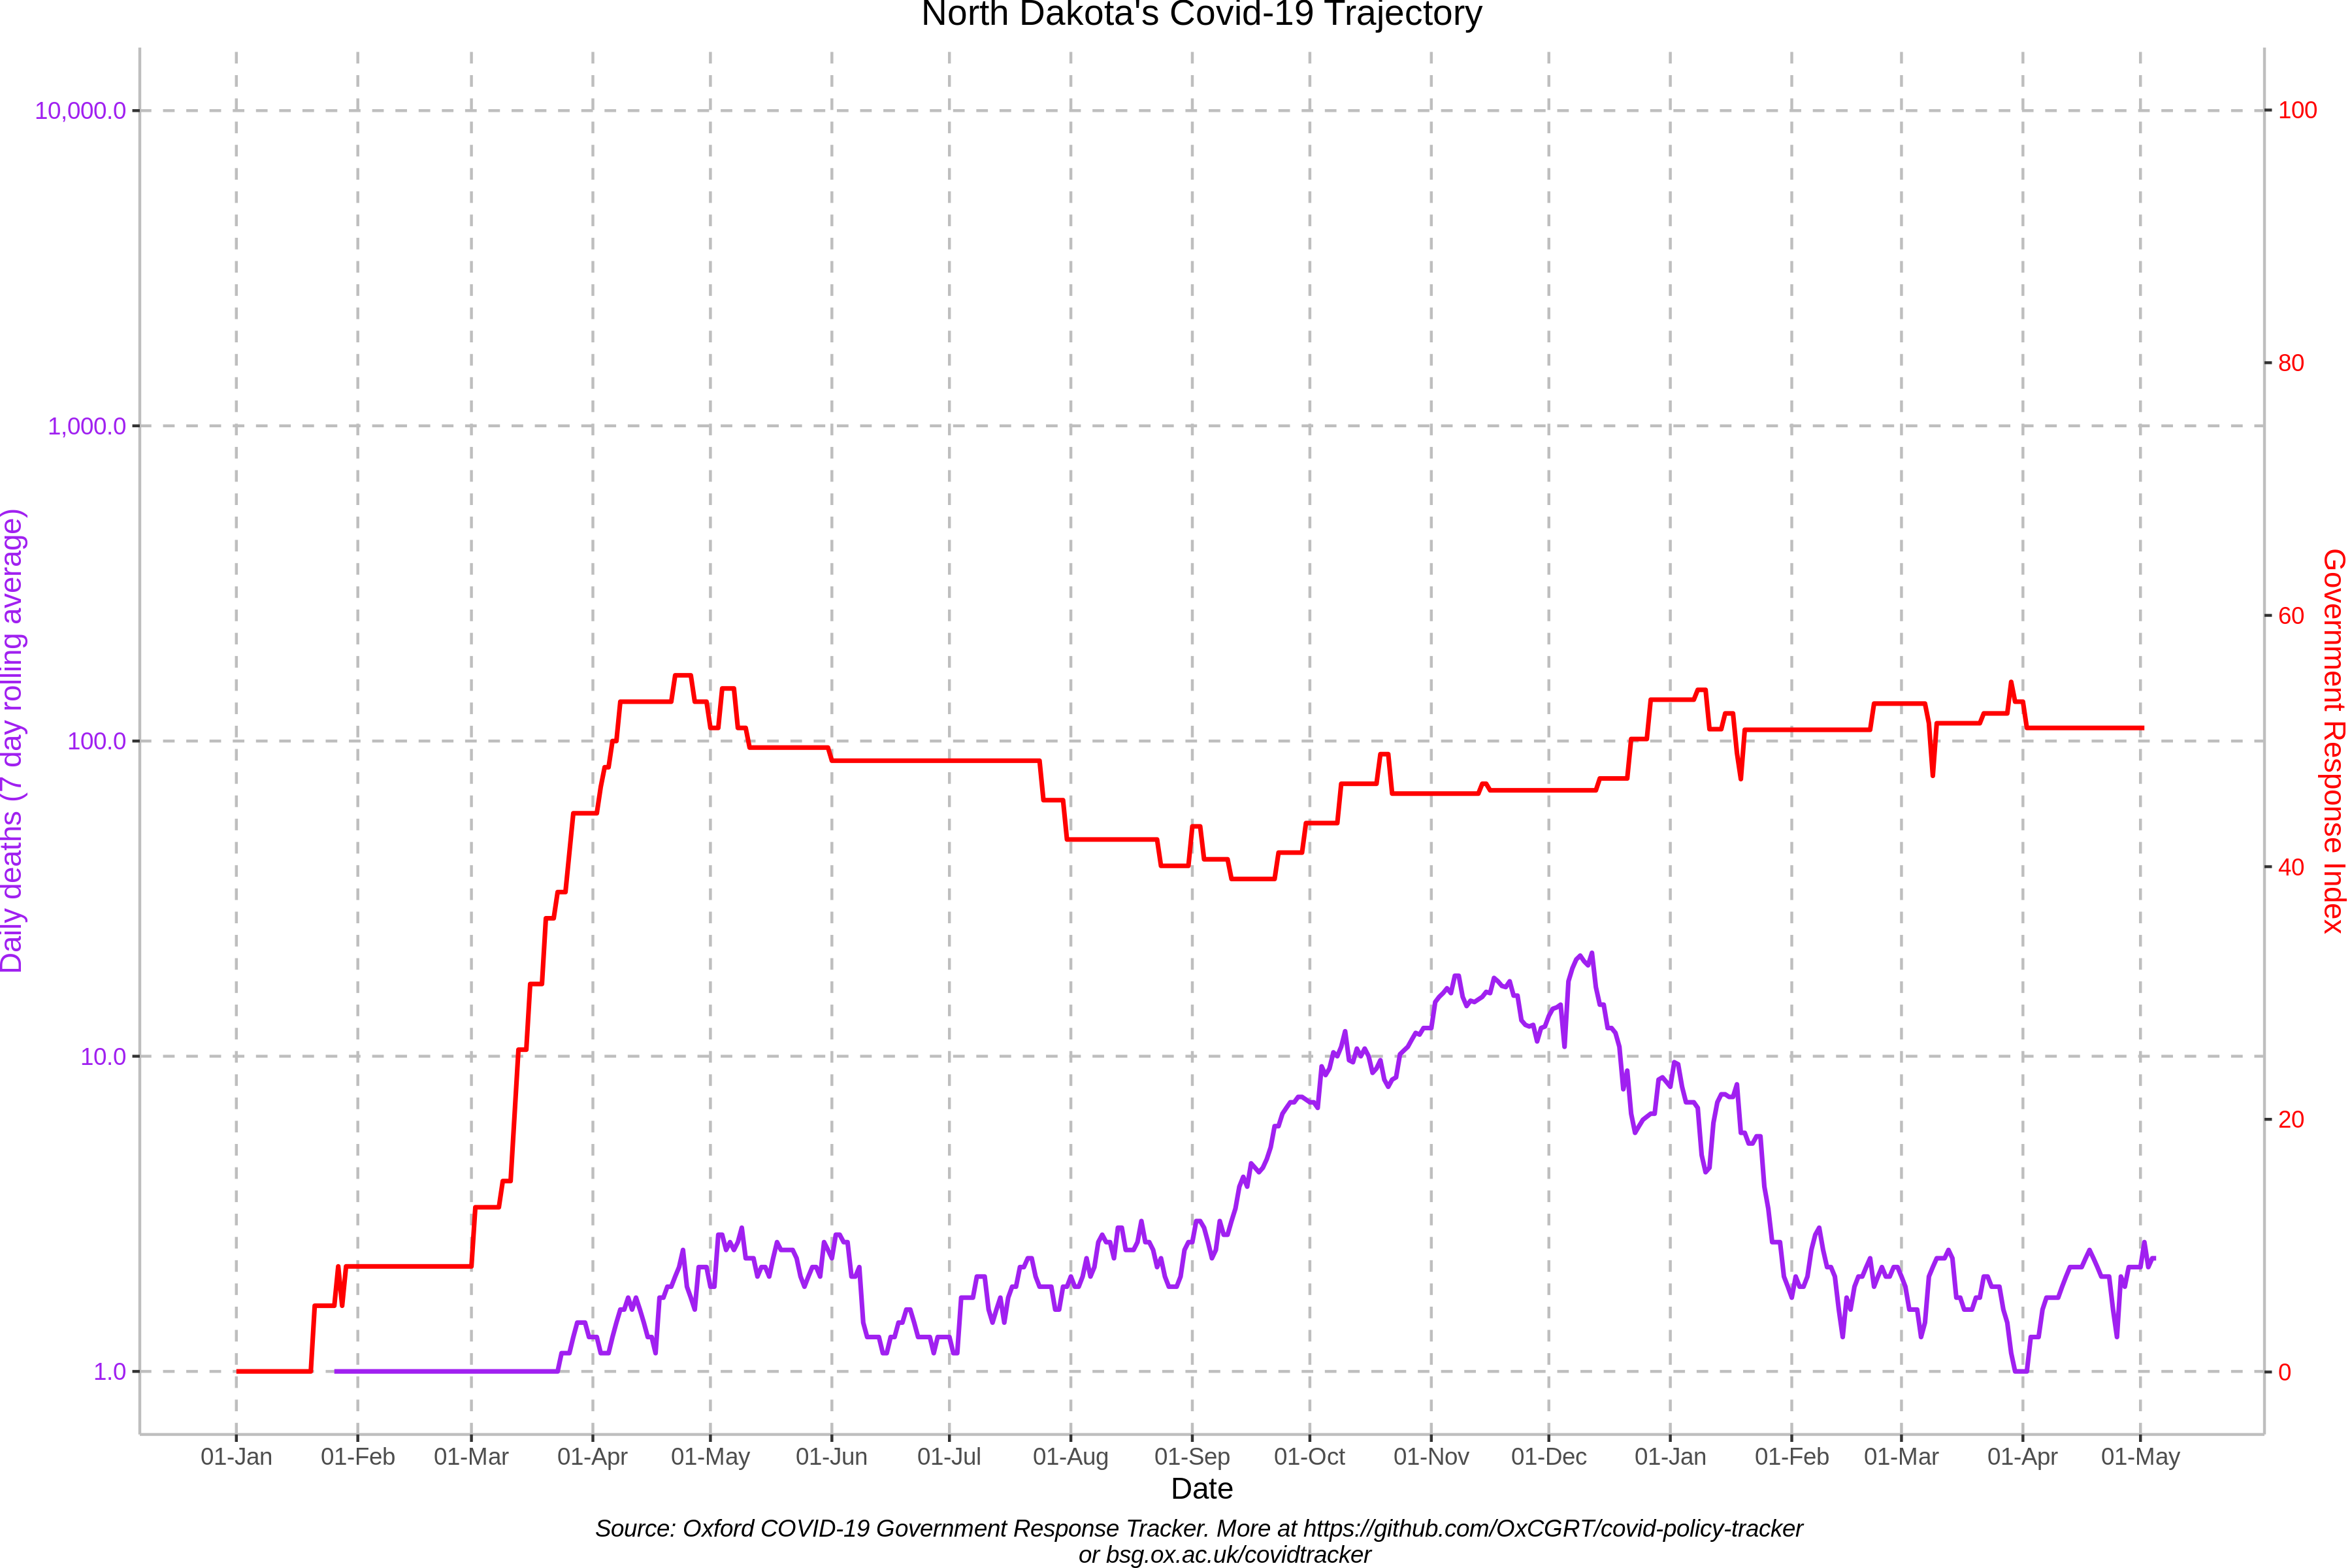 North Dakota's Covid-19 Trajectory
10,000.0
1,000.0
100.0
10.0
1.0
Daily deaths (7 day rolling average)
100
80
60
40
20
0
Government Response Index
01-Jan 01-Feb 01-Mar 01-Apr 01-May 01-Jun 01-Jul 01-Aug 01-Sep 01-Oct 01-Nov 01-Dec 01-Jan 01-Feb 01-Mar 01-Apr 01-May
Date
Source: Oxford COVID-19 Government Response Tracker. More at https://github.com/OxCGRT/covid-policy-tracker
or bsg.ox.ac.uk/covidtracker